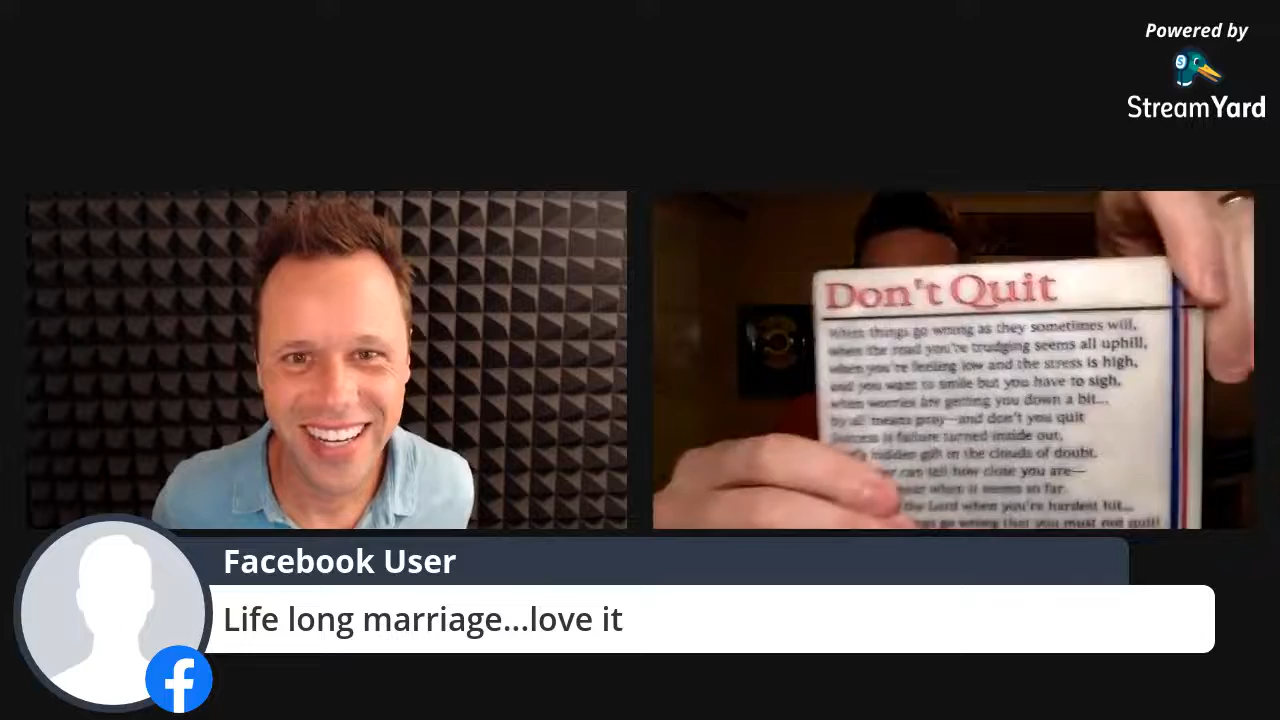 Powered by
StreamYard
Don't Quit
When things go wrong as they sometimes will,
when the road you're trudging seems all uphill,
when you're feeling low and the stress is high,
and you want to smile but you have to sigh,
when worries are getting you down a bit...
by all means pray—and don't you quit
Success is failure turned inside out,
hidden gift in the clouds of doubt,
can tell how close you are—
near when it seems so far.
the Lord when you're hardest hit...
go wrong that you must not quit!
Facebook User
Life long marriage...love it